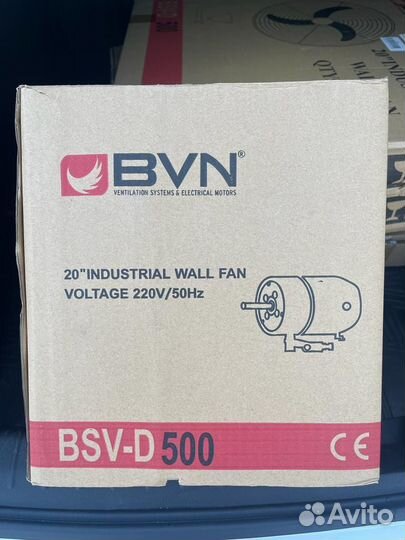 BVN®
VENTILATION SYSTEMS & ELECTRICAL MOTORS
20"INDUSTRIAL WALL FAN
VOLTAGE 220V/50Hz
BSV-D 500
CE
Avito